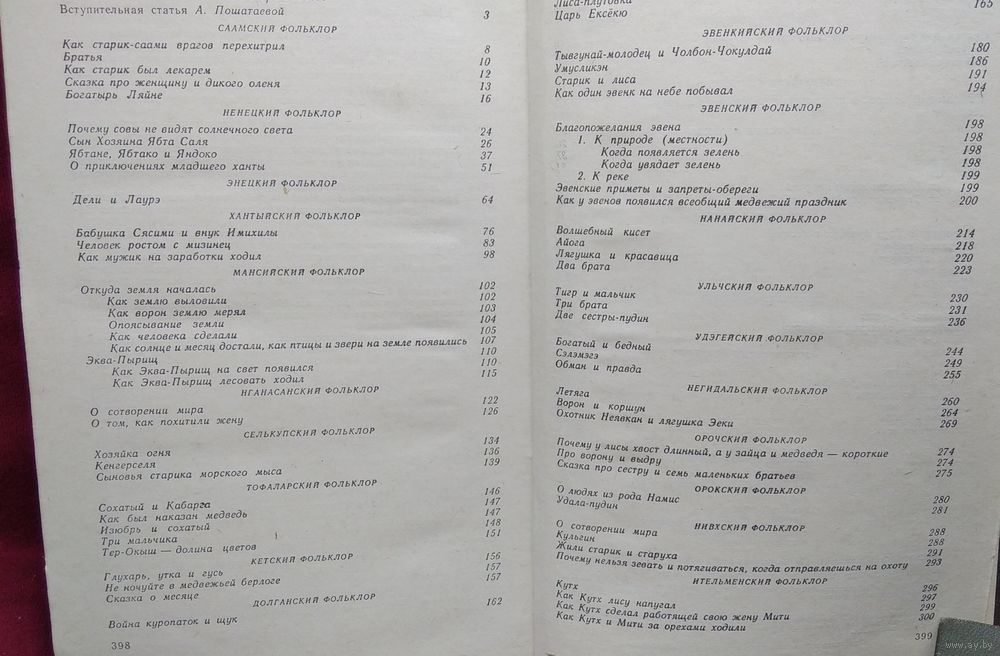 Вступительная статья А. Пошатаевой 3
СААМСКИЙ ФОЛЬКЛОР
Как старик-саами врагов перехитрил 8
Братья 10
Как старик был лекарем 12
Сказка про женщину и дикого оленя 13
Богатырь Ляйне 16
НЕНЕЦКИЙ ФОЛЬКЛОР
Почему совы не видят солнечного света 24
Сын Хозяина Ябта Саля 26
Ябтане, Ябтако и Яндоко 37
О приключениях младшего ханты 51
ЭНЕЦКИЙ ФОЛЬКЛОР
Дели и Лаурэ 64
ХАНТЫЙСКИЙ ФОЛЬКЛОР
Бабушка Сясими и внук Имихилы 76
Человек ростом с мизинец 83
Как мужик на заработки ходил 98
МАНСИЙСКИЙ ФОЛЬКЛОР
Откуда земля началась 102
Как землю выловили 102
Как ворон землю мерял 103
Опоясывание земли 104
Как человека сделали 105
Как солнце и месяц достали, как птицы и звери на земле появились 107
Эква-Пырищ 110
Как Эква-Пырищ на свет появился 110
Как Эква-Пырищ лесовать ходил 115
НГАНАСАНСКИЙ ФОЛЬКЛОР
О сотворении мира 122
О том, как похитили жену 126
СЕЛЬКУПСКИЙ ФОЛЬКЛОР
Хозяйка огня 134
Кенгерселя 136
Сыновья старика морского мыса 139
ТОФАЛАРСКИЙ ФОЛЬКЛОР
Сохатый и Кабарга 146
Как был наказан медведь 147
Изюбрь и сохатый 147
Три мальчика 148
Тер-Окыш — долина цветов 151
КЕТСКИЙ ФОЛЬКЛОР
Глухарь, утка и гусь 156
Не ночуйте в медвежьей берлоге 157
Сказка о месяце 157
ДОЛГАНСКИЙ ФОЛЬКЛОР
Война куропаток и щук 162
398
Лиса-плутовка 165
Царь Ексёкю
ЭВЕНКИЙСКИЙ ФОЛЬКЛОР
Тывгунай-молодец и Чолбон-Чокулдай 180
Умусликэн 186
Старик и лиса 191
Как один эвенк на небе побывал 194
ЭВЕНСКИЙ ФОЛЬКЛОР
Благопожелания эвена 198
1. К природе (местности) 198
Когда появляется зелень 198
Когда увядает зелень 198
2. К реке 199
Эвенские приметы и запреты-обереги 199
Как у эвенов появился всеобщий медвежий праздник 200
НАНАЙСКИЙ ФОЛЬКЛОР
Волшебный кисет 214
Айога 218
Лягушка и красавица 220
Два брата 223
УЛЬЧСКИЙ ФОЛЬКЛОР
Тигр и мальчик 230
Три брата 231
Две сестры-пудин 236
УДЭГЕЙСКИЙ ФОЛЬКЛОР
Богатый и бедный 244
Сэлэмэгэ 249
Обман и правда 255
НЕГИДАЛЬСКИЙ ФОЛЬКЛОР
Летяга 260
Ворон и коршун 264
Охотник Неявкан и лягушка Эеки 269
ОРОЧСКИЙ ФОЛЬКЛОР
Почему у лисы хвост длинный, а у зайца и медведя — короткие 274
Про ворону и выдру 274
Сказка про сестру и семь маленьких братьев 275
ОРОКСКИЙ ФОЛЬКЛОР
О людях из рода Намис 280
Удала-пудин 281
НИВХСКИЙ ФОЛЬКЛОР
О сотворении мира 288
Кульгин 288
Жили старик и старуха 291
Почему нельзя зевать и потягиваться, когда отправляешься на охоту 293
ИТЕЛЬМЕНСКИЙ ФОЛЬКЛОР
Кутх 296
Как Кутх лису напугал 297
Как Кутх сделал работящей свою жену Мити 299
Как Кутх и Мити за орехами ходили 300
399
www.ay.by